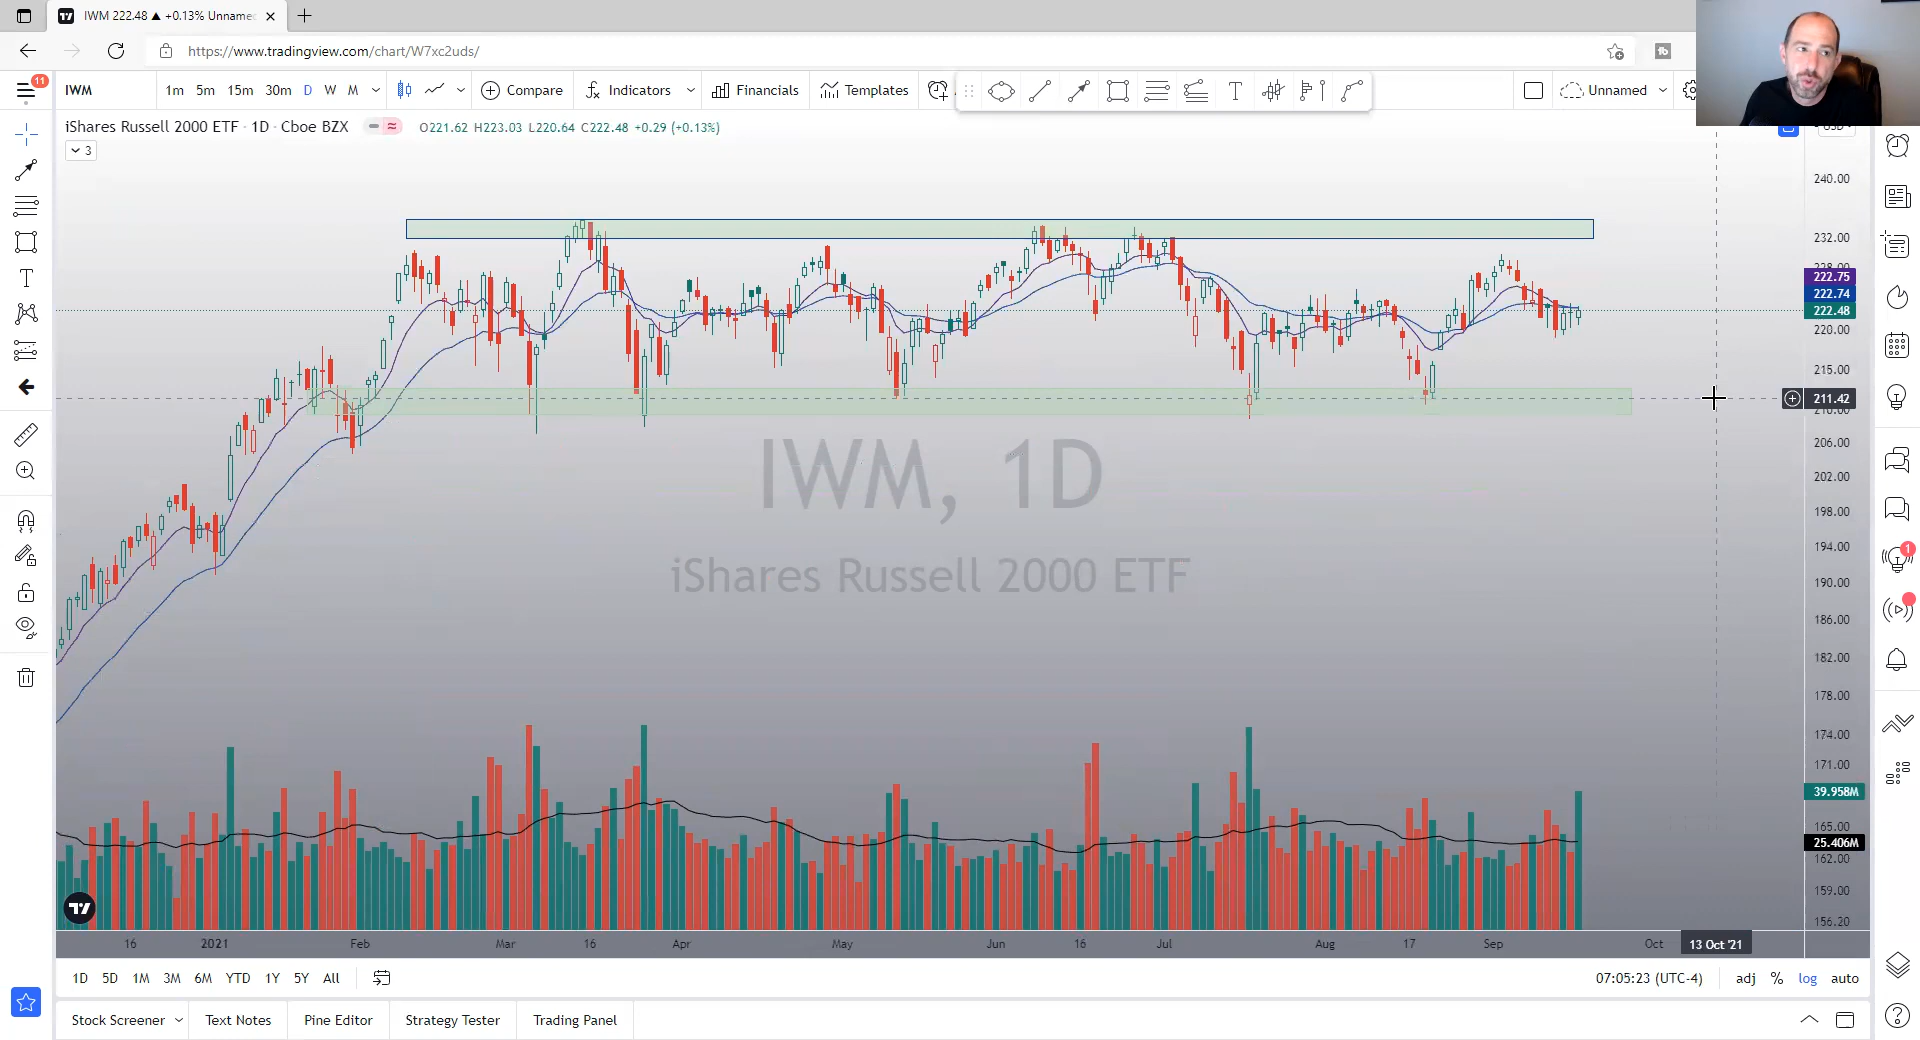 IWM 222.48 ▲ +0.13% Unname
https://www.tradingview.com/chart/W7xc2uds/
11
IWM 1m 5m 15m 30m D W M Compare Indicators Financials Templates T Unnamed
iShares Russell 2000 ETF · 1D · Cboe BZX O221.62 H223.03 L220.64 C222.48 +0.29 (+0.13%)
3
USD
240.00
232.00
228.00
222.75
222.74
222.48
220.00
215.00
211.42
210.00
206.00
202.00
198.00
194.00
190.00
186.00
182.00
178.00
174.00
171.00
39.958M
165.00
25.406M
162.00
159.00
156.20
IWM, 1D
iShares Russell 2000 ETF
T
1
16 2021 Feb Mar 16 Apr May Jun 16 Jul Aug 17 Sep Oct 13 Oct '21
1D 5D 1M 3M 6M YTD 1Y 5Y All 07:05:23 (UTC-4) adj % log auto
Stock Screener Text Notes Pine Editor Strategy Tester Trading Panel